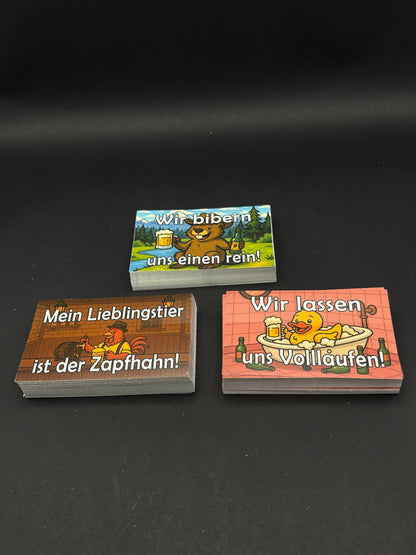 Wir bibern
uns einen rein!
Mein Lieblingstier
ist der Zapfhahn!
Wir lassen
uns Volllaufen!